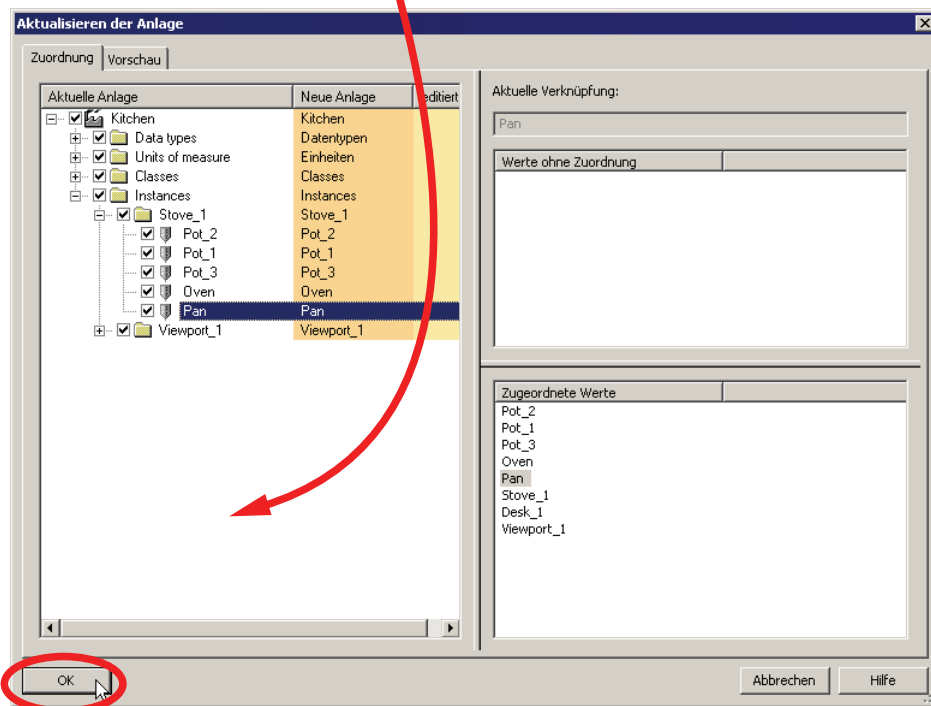 Aktualisieren der Anlage
Zuordnung Vorschau
Aktuelle Anlage Neue Anlage editiert
Kitchen Kitchen
Data types Datentypen
Units of measure Einheiten
Classes Classes
Instances Instances
Stove_1 Stove_1
Pot_2 Pot_2
Pot_1 Pot_1
Pot_3 Pot_3
Oven Oven
Pan Pan
Viewport_1 Viewport_1
Aktuelle Verknüpfung:
Pan
Werte ohne Zuordnung
Zugeordnete Werte
Pot_2
Pot_1
Pot_3
Oven
Pan
Stove_1
Desk_1
Viewport_1
OK Abbrechen Hilfe